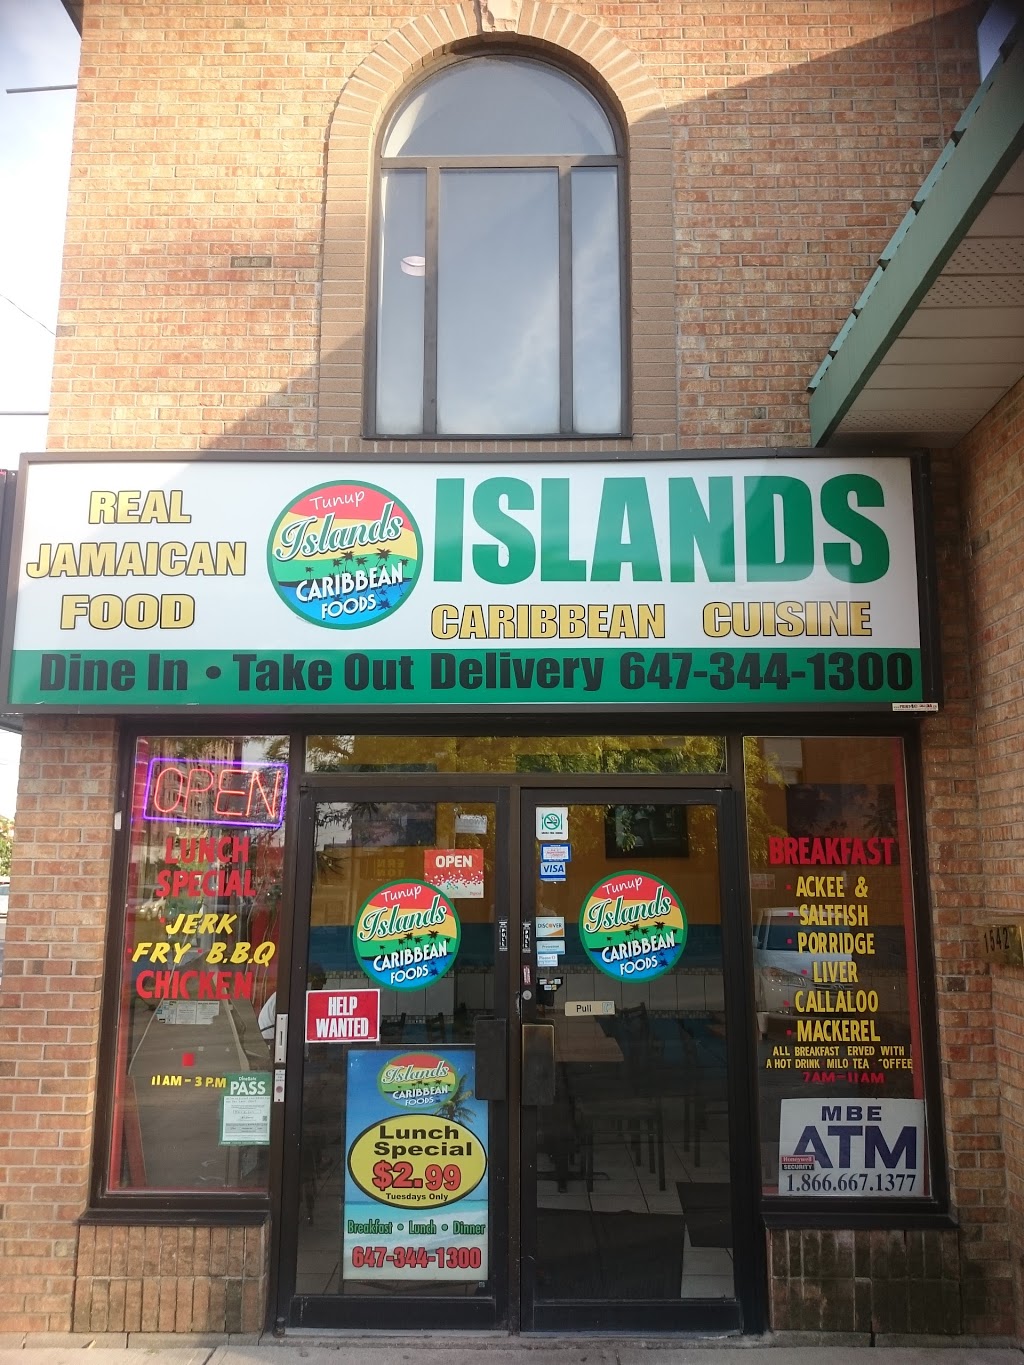 REAL
JAMAICAN
FOOD
Tunup
Islands
CARIBBEAN
FOODS
ISLANDS
CARIBBEAN CUISINE
Dine In • Take Out Delivery 647-344-1300
OPEN
LUNCH
SPECIAL
JERK
FRY B.B.Q
CHICKEN
11 AM - 3 P.M
PASS
OPEN
Tunup
Islands
CARIBBEAN
FOODS
HELP
WANTED
Islands
CARIBBEAN
FOODS
Lunch
Special
$2.99
Tuesdays Only
Breakfast • Lunch • Dinner
647-344-1300
VISA
DISCOVER
Tunup
Islands
CARIBBEAN
FOODS
Pull
BREAKFAST
· ACKEE &
· SALTFISH
· PORRIDGE
· LIVER
· CALLALOO
· MACKEREL
ALL BREAKFAST ERVED WITH
A HOT DRINK MILO TEA OFFEE
7AM-11AM
MBE
ATM
Honeywell
SECURITY
1.866.667.1377
1542